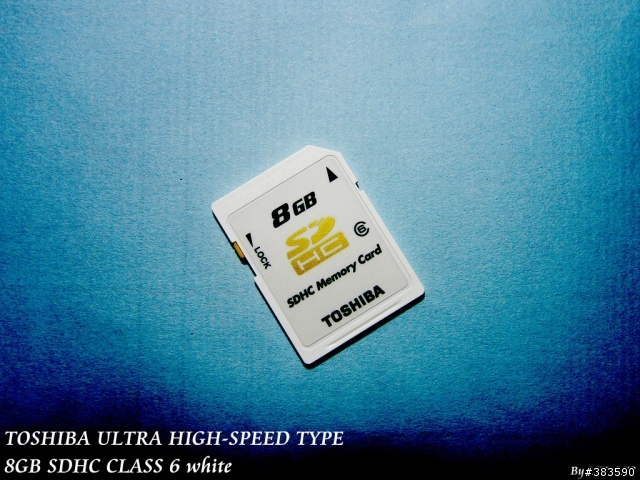 8GB
SD
HC
6
LOCK
SDHC Memory Card
TOSHIBA
TOSHIBA ULTRA HIGH-SPEED TYPE
8GB SDHC CLASS 6 white
By#383590